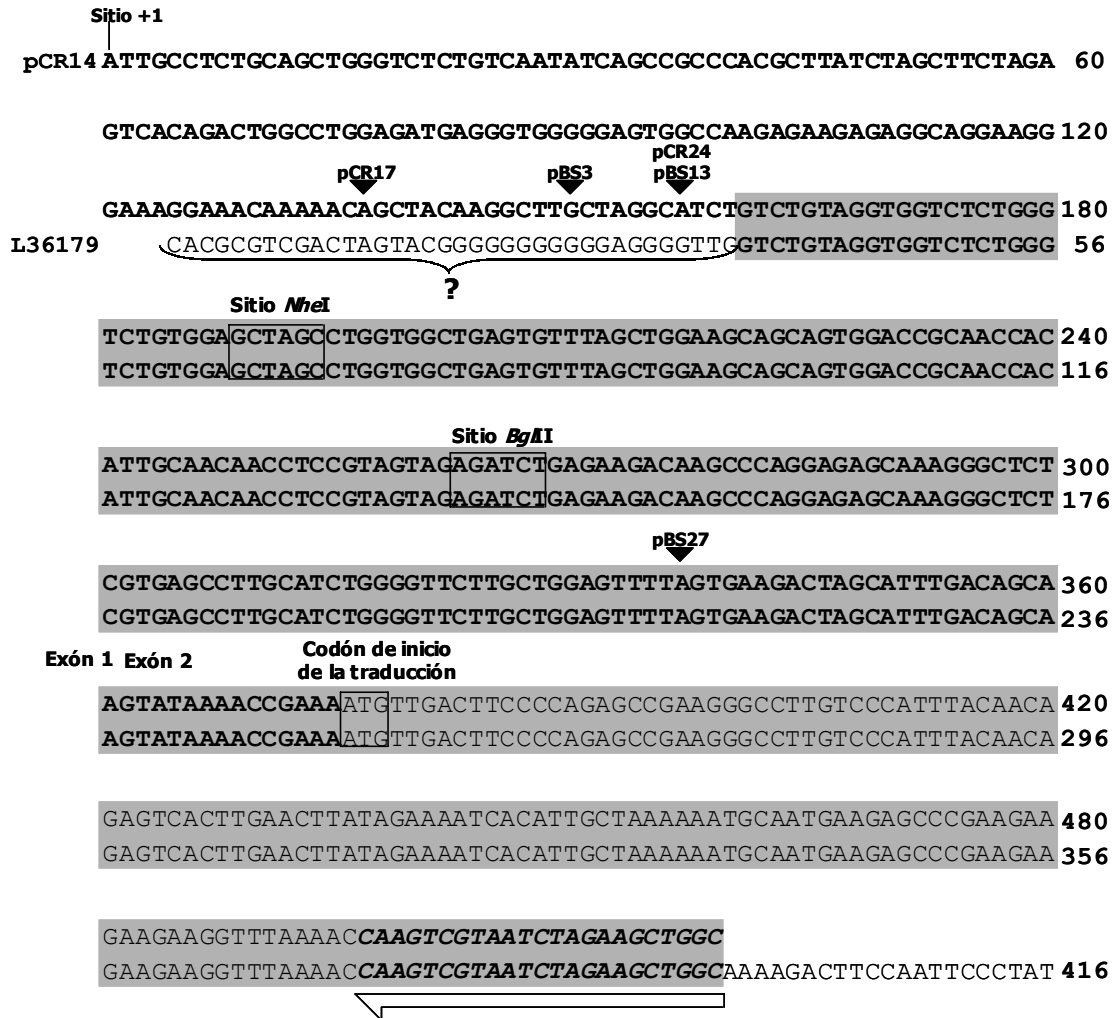 Sitio +1
pCR14 ATTGCCTCTGCAGCTGGGTCTCTGTCAATATCAGCCGCCCACGCTTATCTAGCTTCTAGA 60
GTCACAGACTGGCCTGGAGATGAGGGTGGGGGAGTGGCCAAGAGAAGAGAGGCAGGAAGG 120
pCR24
pCR17 pBS3 pBS13
GAAAGGAAACAAAAACAGCTACAAGGCTTGCTAGGCATCTGTCTGTAGGTGGTCTCTGGG 180
L36179 CACGCGTCGACTAGTACGGGGGGGGGGGAGGGGTTGGTCTGTAGGTGGTCTCTGGG 56
?
Sitio NheI
TCTGTGGAGCTAGCCTGGTGGCTGAGTGTTTAGCTGGAAGCAGCAGTGGACCGCAACCAC 240
TCTGTGGAGCTAGCCTGGTGGCTGAGTGTTTAGCTGGAAGCAGCAGTGGACCGCAACCAC 116
Sitio BglII
ATTGCAACAACCTCCGTAGTAGAGATCTGAGAAGACAAGCCCAGGAGAGCAAAGGGCTCT 300
ATTGCAACAACCTCCGTAGTAGAGATCTGAGAAGACAAGCCCAGGAGAGCAAAGGGCTCT 176
pBS27
CGTGAGCCTTGCATCTGGGGTTCTTGCTGGAGTTTTAGTGAAGACTAGCATTTGACAGCA 360
CGTGAGCCTTGCATCTGGGGTTCTTGCTGGAGTTTTAGTGAAGACTAGCATTTGACAGCA 236
Exón 1 Exón 2 Codón de inicio
de la traducción
AGTATAAAACCGAAAATGTTGACTTCCCCAGAGCCGAAGGGCCTTGTCCCATTTACAACA 420
AGTATAAAACCGAAAATGTTGACTTCCCCAGAGCCGAAGGGCCTTGTCCCATTTACAACA 296
GAGTCACTTGAACTTATAGAAAATCACATTGCTAAAAAATGCAATGAAGAGCCCGAAGAA 480
GAGTCACTTGAACTTATAGAAAATCACATTGCTAAAAAATGCAATGAAGAGCCCGAAGAA 356
GAAGAAGGTTTAAAACCAAGTCGTAATCTAGAAGCTGGC
GAAGAAGGTTTAAAACCAAGTCGTAATCTAGAAGCTGGCAAAAGACTTCCAATTCCCTAT 416